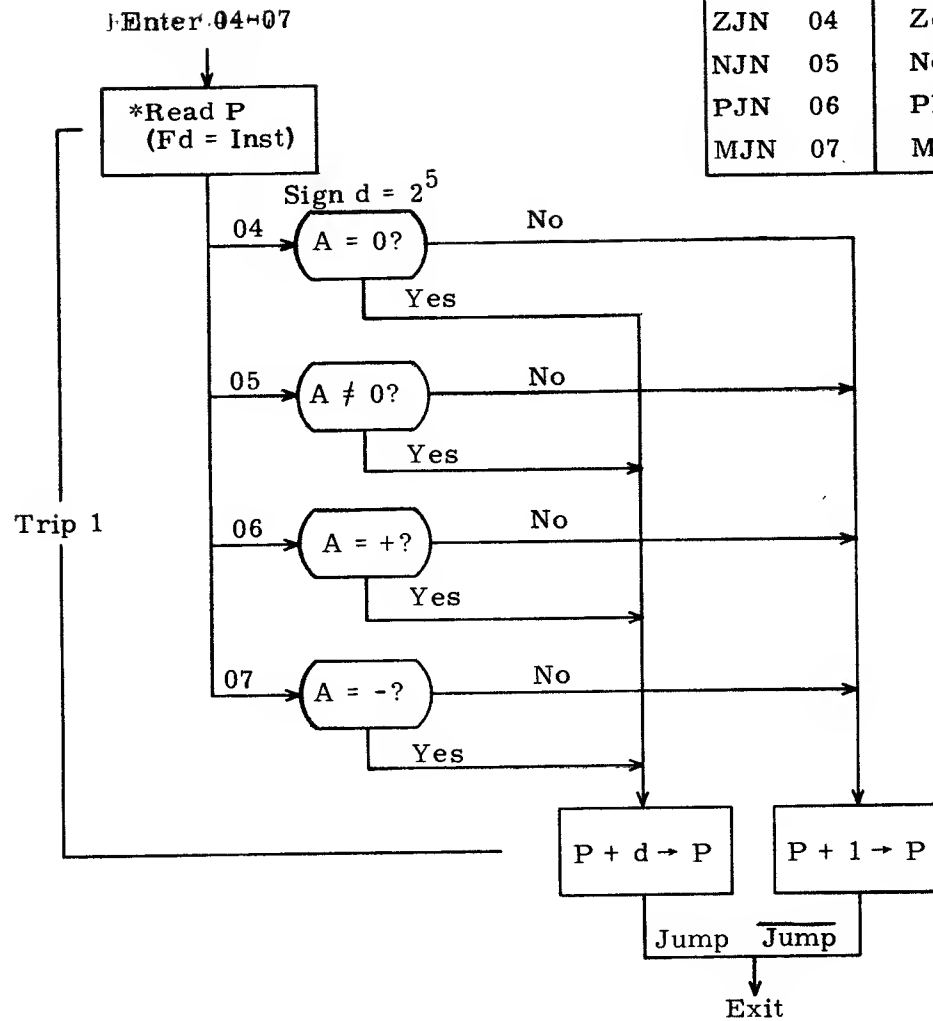 Enter 04-07
ZJN 04
NJN 05
PJN 06
MJN 07
*Read P
(Fd = Inst)
Sign d = 2^5
04
A = 0?
No
Yes
05
A ≠ 0?
No
Yes
Trip 1
06
A = +?
No
Yes
07
A = -?
No
Yes
P + d → P
P + 1 → P
Jump
J̅u̅m̅p̅
Exit